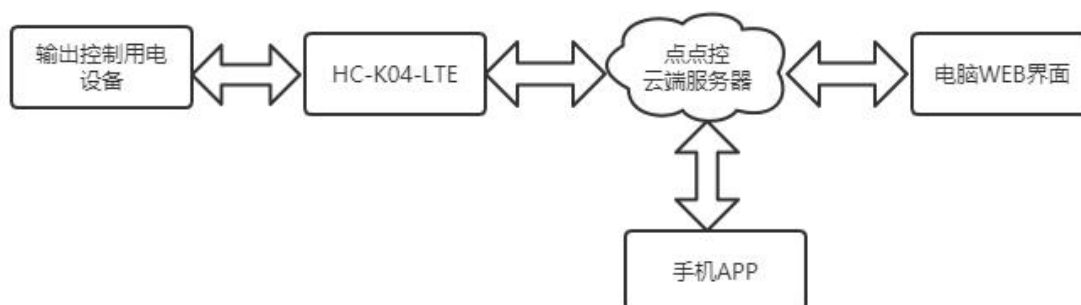 输出控制用电
设备
HC-K04-LTE
点点控
云端服务器
电脑WEB界面
手机APP